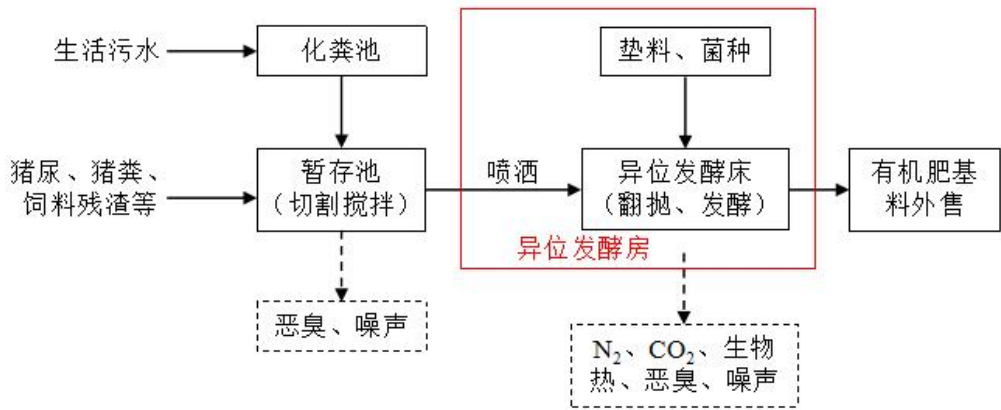 生活污水
化粪池
垫料、菌种
猪尿、猪粪、
饲料残渣等
暂存池
（切割搅拌）
喷洒
异位发酵床
（翻抛、发酵）
有机肥基
料外售
异位发酵房
恶臭、噪声
N₂、CO₂、生物
热、恶臭、噪声